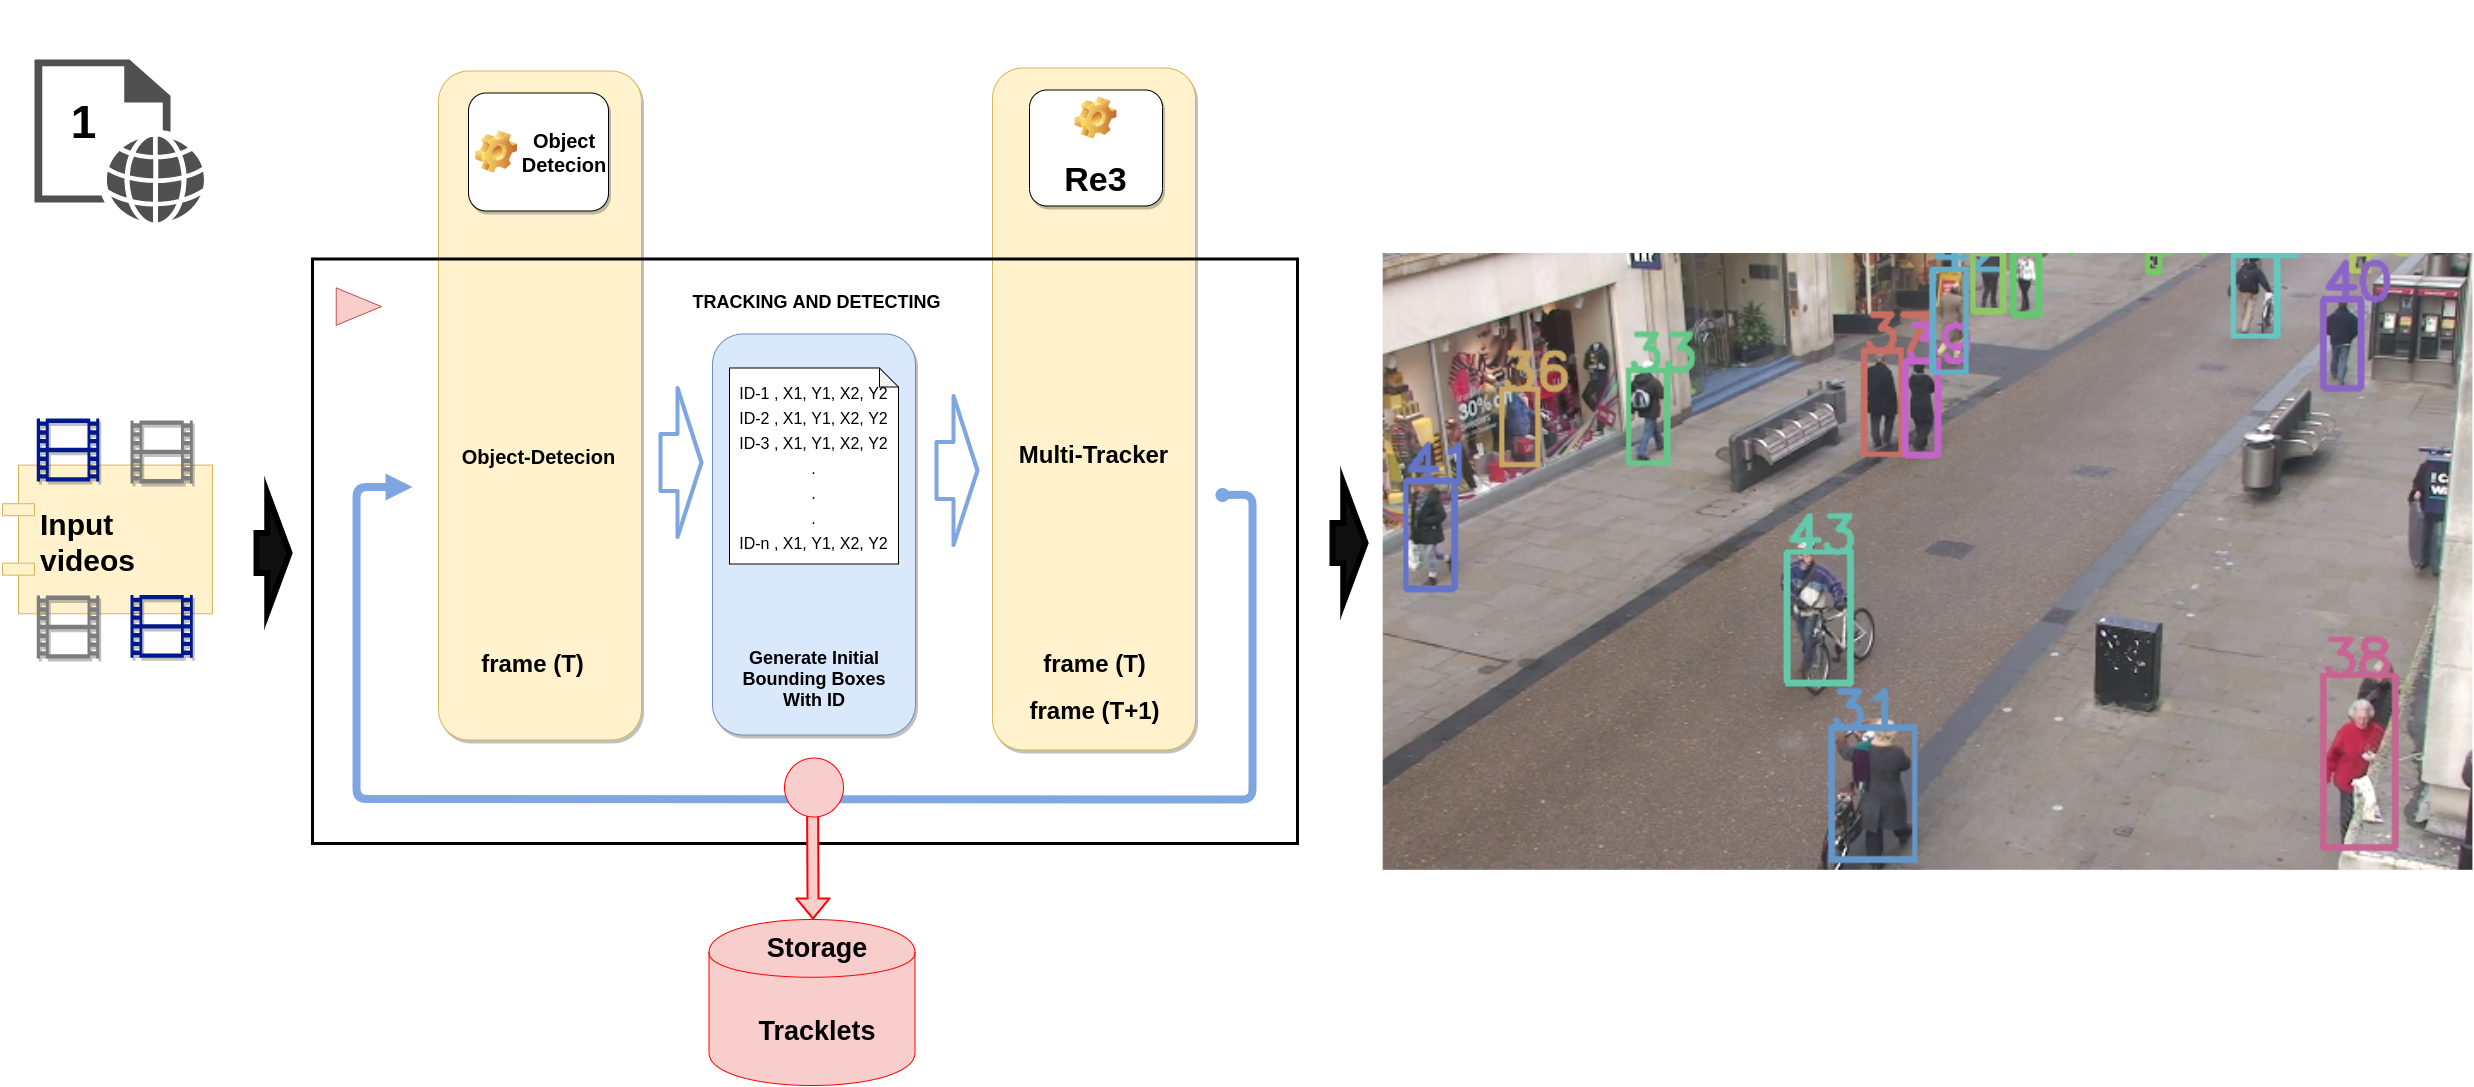 1
Input
videos
Object
Detecion
Object-Detecion
frame (T)
TRACKING AND DETECTING
ID-1 , X1, Y1, X2, Y2
ID-2 , X1, Y1, X2, Y2
ID-3 , X1, Y1, X2, Y2
.
.
.
ID-n , X1, Y1, X2, Y2
Generate Initial
Bounding Boxes
With ID
Re3
Multi-Tracker
frame (T)
frame (T+1)
Storage
Tracklets
40
37
39
33
36
30%
41
43
38
31